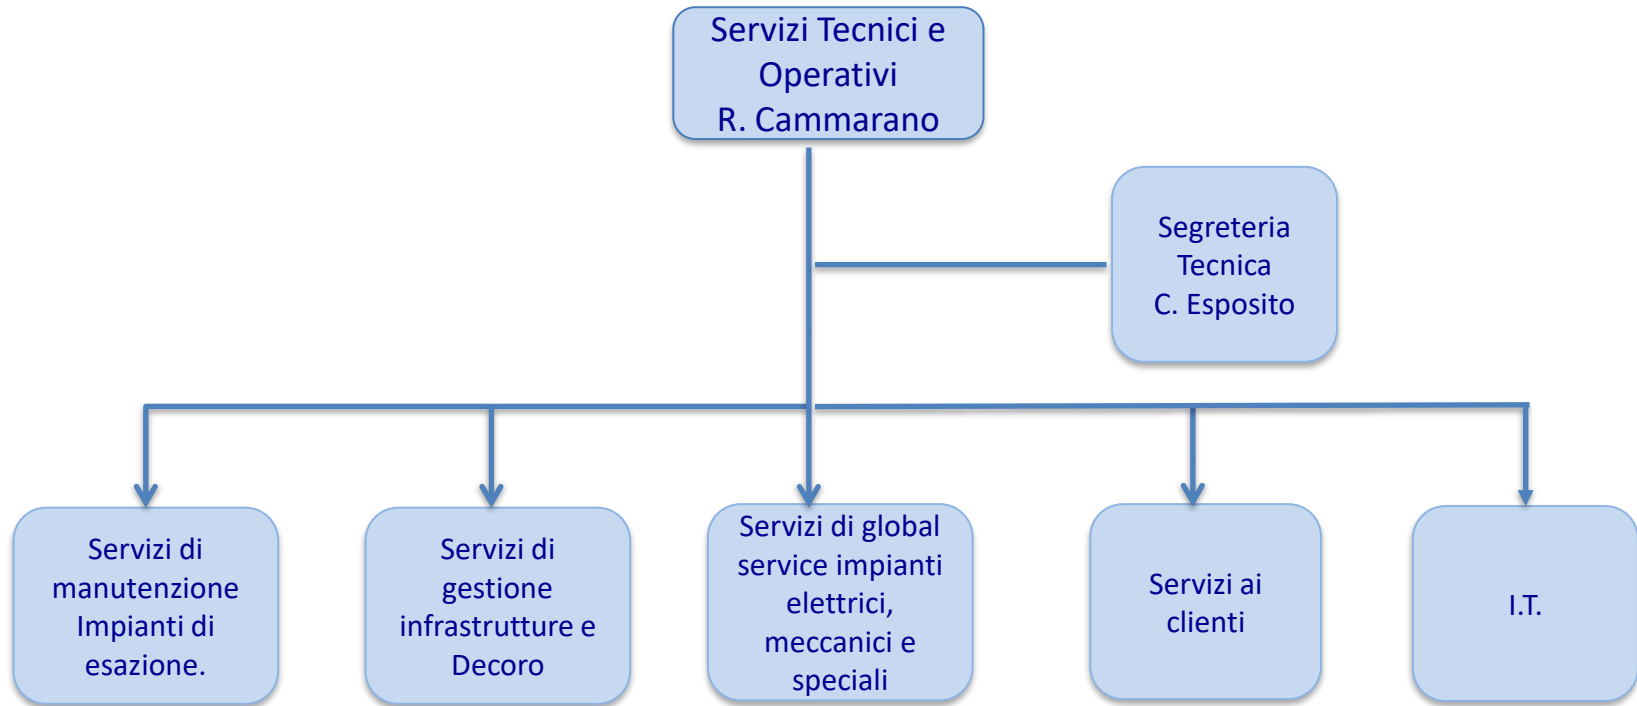 Servizi Tecnici e
Operativi
R. Cammarano
Segreteria
Tecnica
C. Esposito
Servizi di
manutenzione
Impianti di
esazione.
Servizi di
gestione
infrastrutture e
Decoro
Servizi di global
service impianti
elettrici,
meccanici e
speciali
Servizi ai
clienti
I.T.